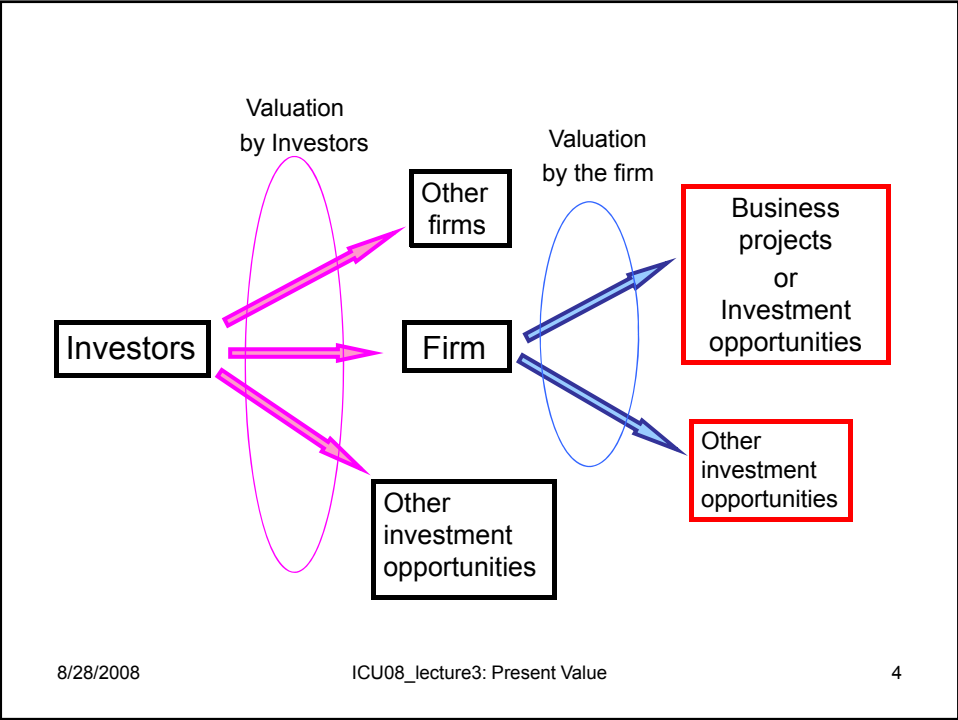 Valuation
by Investors
Valuation
by the firm
Other
firms
Business
projects
or
Investment
opportunities
Investors
Firm
Other
investment
opportunities
Other
investment
opportunities
8/28/2008
ICU08_lecture3: Present Value
4